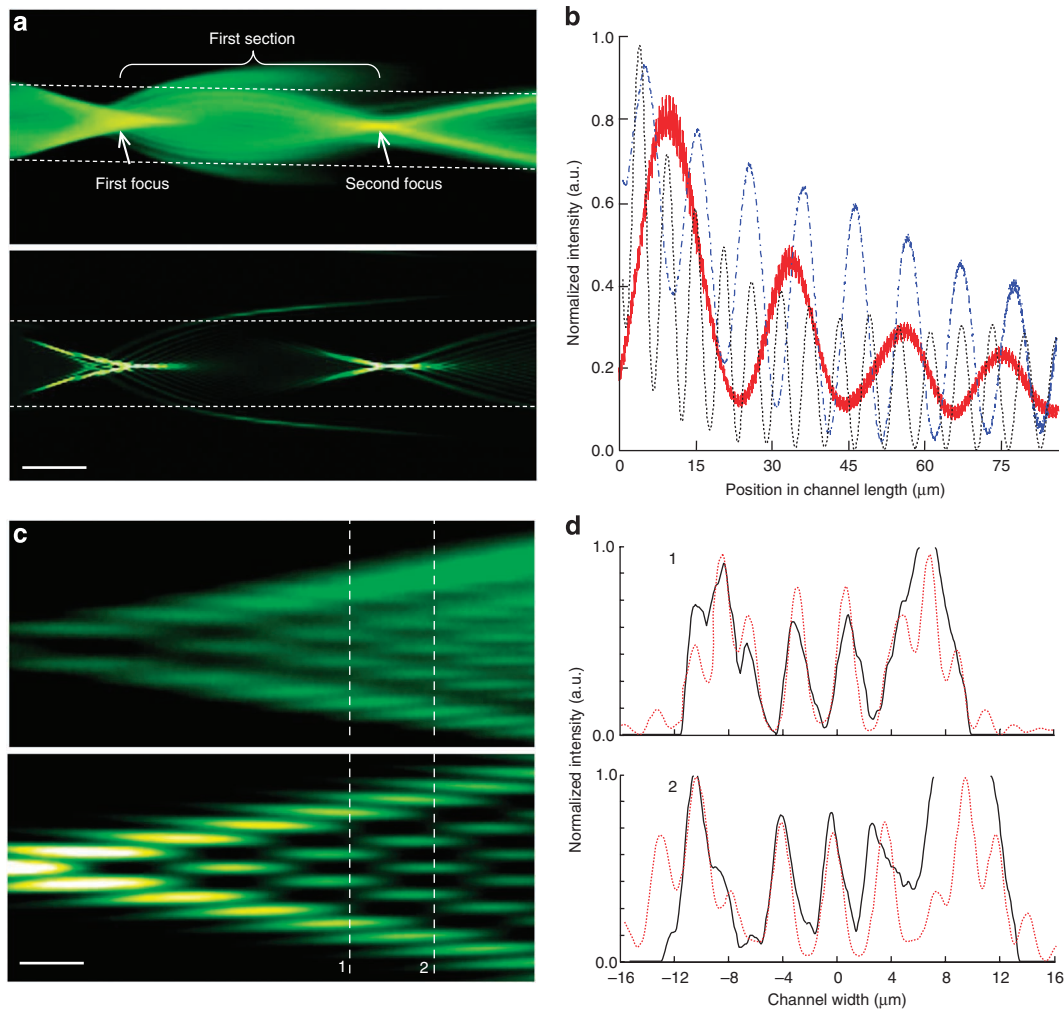 a
First section
First focus
Second focus
b
1.0
0.8
0.6
0.4
0.2
0.0
0
15
30
45
60
75
Normalized intensity (a.u.)
Position in channel length (μm)
c
1
2
d
1.0
0.0
1
1.0
0.0
2
–16
–12
–8
–4
0
4
8
12
16
Normalized intensity (a.u.)
Channel width (μm)